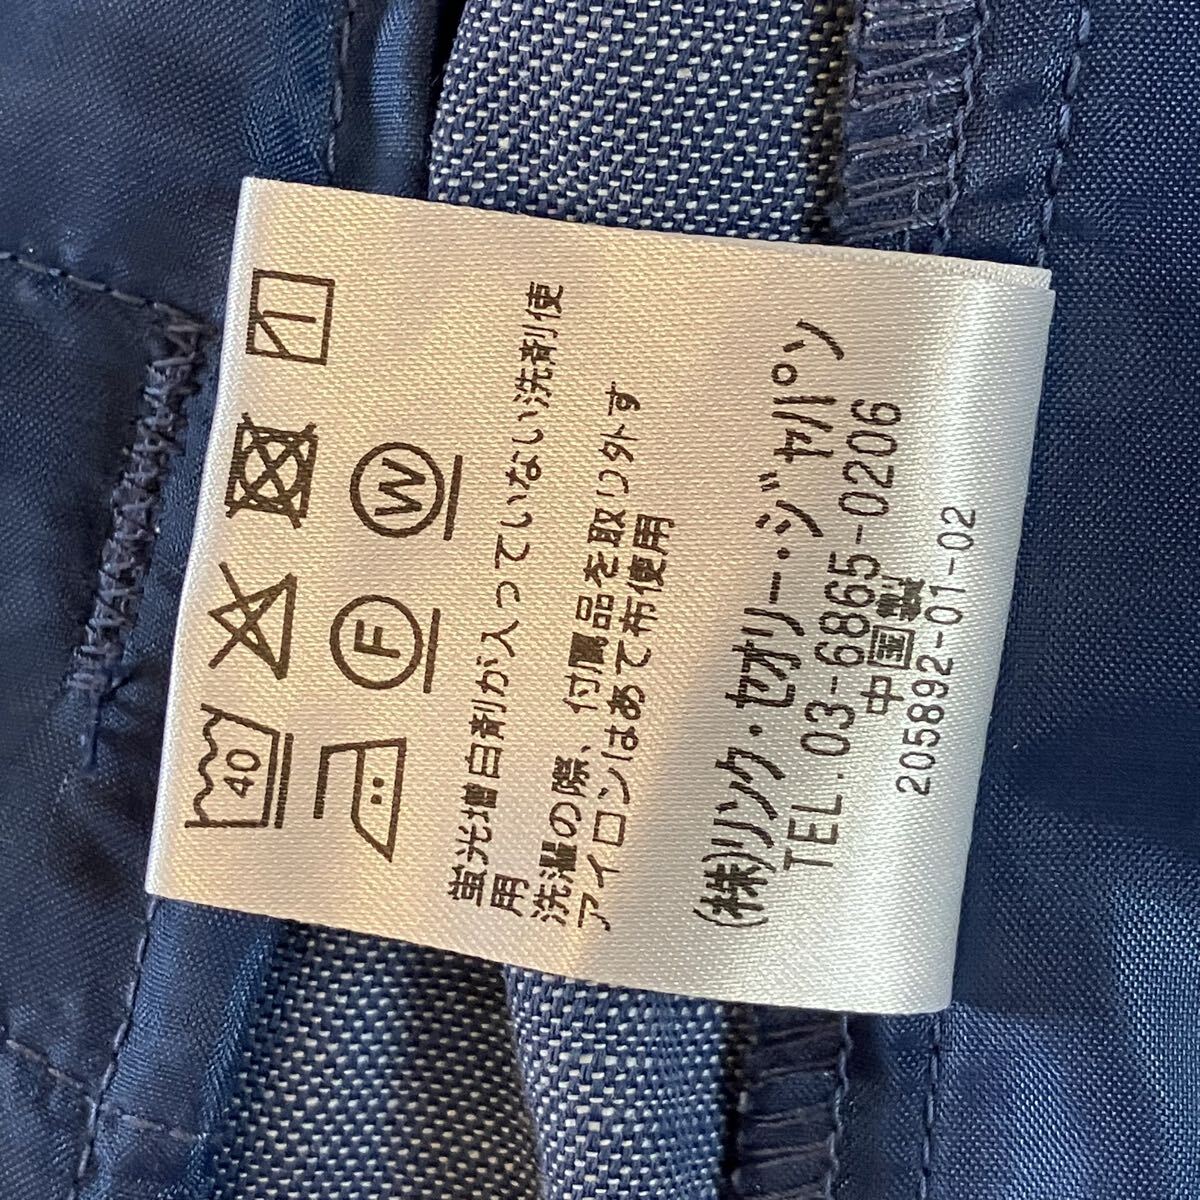 40
F
W
蛍光増白剤が入っていない洗剤使
用
洗濯の際、付属品を取り外す
アイロンはあて布使用
(株)リンク・セオリー・ジャパン
TEL.03-6865-0206
中国製
205892-01-02